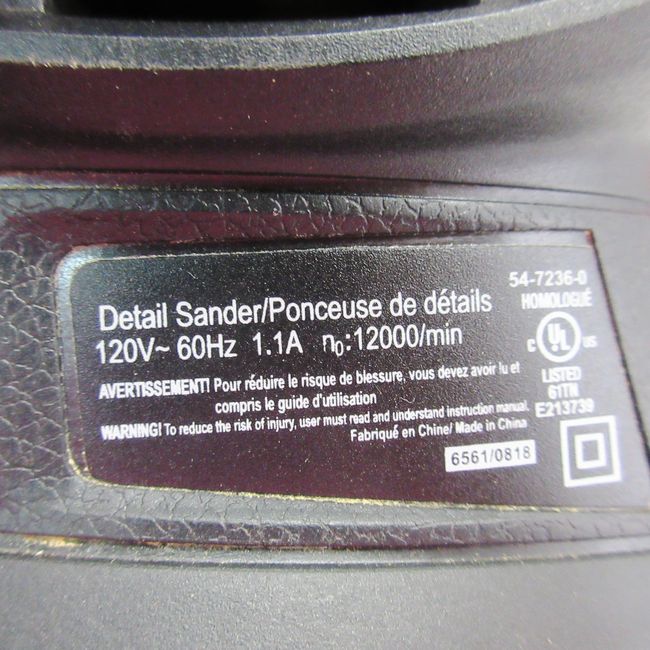 54-7236-0
Detail Sander/Ponceuse de détails
HOMOLOGUÉ
120V~ 60Hz 1.1A n₀:12000/min
C UL US
LISTED
61TN
E213739
AVERTISSEMENT! Pour réduire le risque de blessure, vous devez avoir lu et
compris le guide d'utilisation
WARNING! To reduce the risk of injury, user must read and understand instruction manual.
Fabriqué en Chine/ Made in China
6561/0818